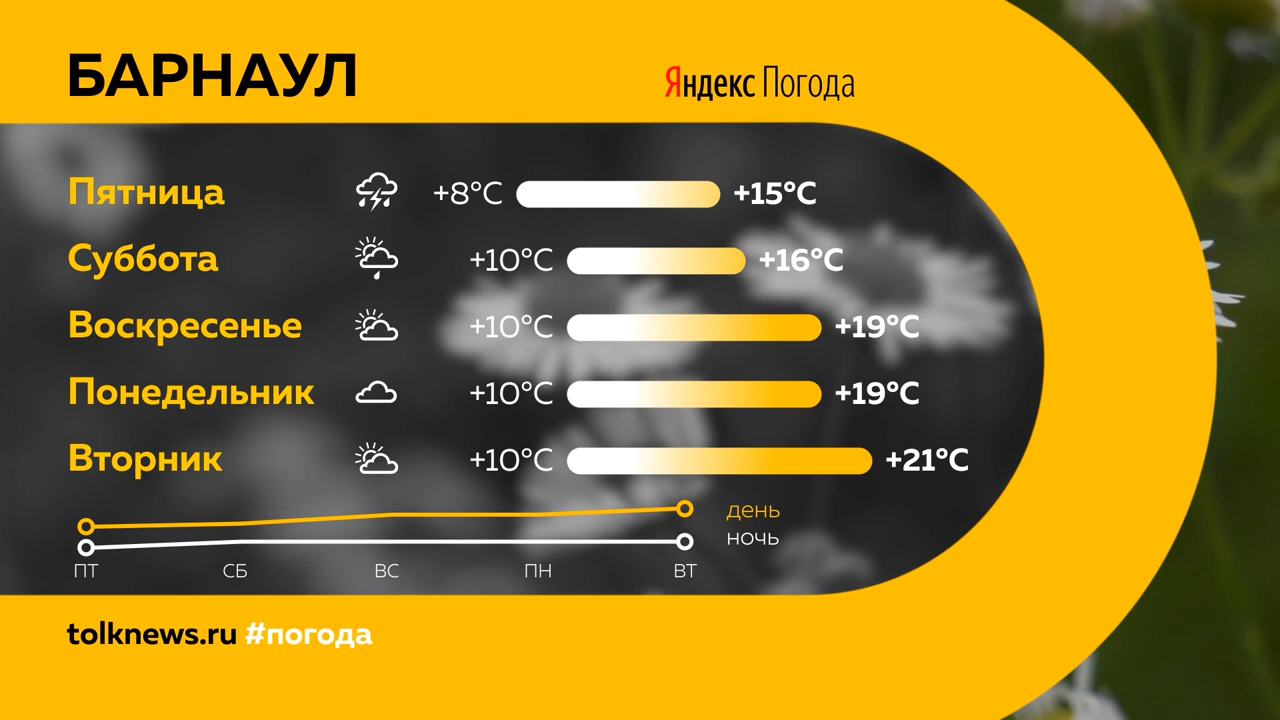 БАРНАУЛ
Яндекс Погода
Пятница +8°C +15°C
Суббота +10°C +16°C
Воскресенье +10°C +19°C
Понедельник +10°C +19°C
Вторник +10°C +21°C
день
ночь
ПТ СБ ВС ПН ВТ
tolknews.ru #погода